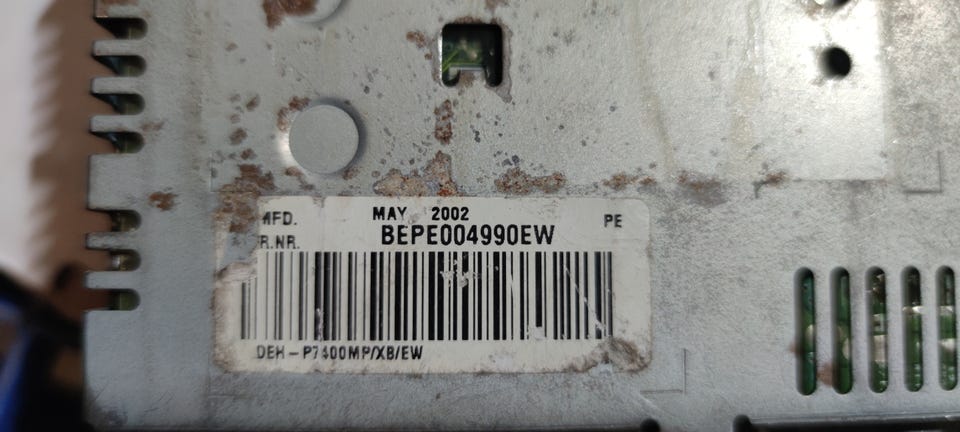 MFD. MAY 2002 PE
R.NR. BEPE004990EW
DEH-P7400MP/XB/EW